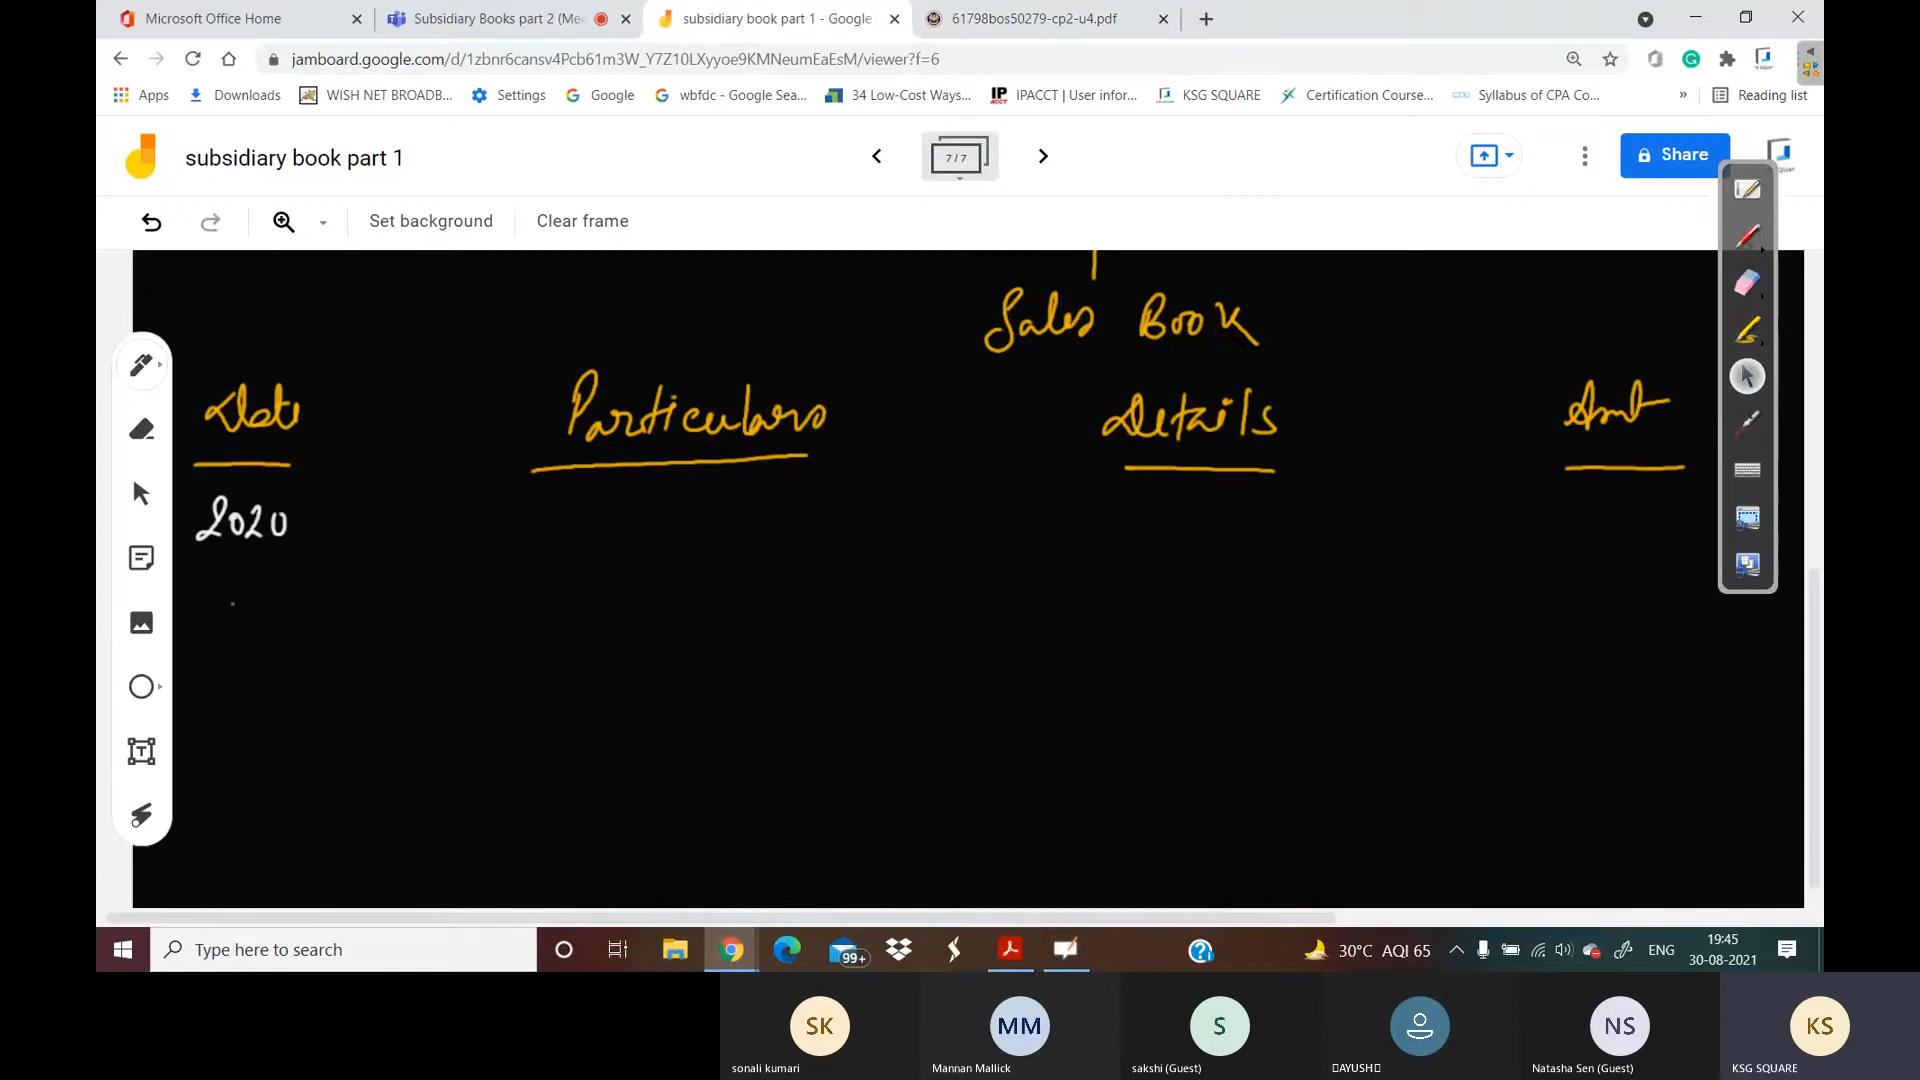 Microsoft Office Home
Subsidiary Books part 2 (Mee
subsidiary book part 1 - Google
61798bos50279-cp2-u4.pdf
jamboard.google.com/d/1zbnr6cansv4Pcb61m3W_Y7Z10LXyyoe9KMNeumEaEsM/viewer?f=6
Apps
Downloads
WISH NET BROADB...
Settings
Google
wbfdc - Google Sea...
34 Low-Cost Ways...
IPACCT | User infor...
KSG SQUARE
Certification Course...
Syllabus of CPA Co...
»
Reading list
subsidiary book part 1
7 / 7
Share
Set background
Clear frame
Sales Book
Date Particulars Details Amt
2020
Type here to search
99+
30°C AQI 65
ENG
19:45
30-08-2021
SK
MM
S
NS
KS
sonali kumari
Mannan Mallick
sakshi (Guest)
AYUSH
Natasha Sen (Guest)
KSG SQUARE